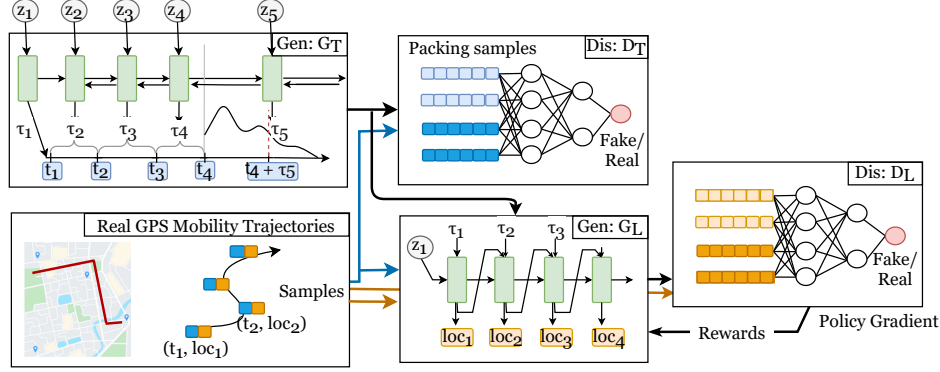 z1 z2 z3 z4 z5
Gen: GT
τ1 τ2 τ3 τ4 τ5
t1 t2 t3 t4 t4 + τ5
Packing samples
Dis: DT
Fake/
Real
Real GPS Mobility Trajectories
Samples
(t2, loc2)
(t1, loc1)
Gen: GL
z1 τ1 τ2 τ3
loc1 loc2 loc3 loc4
Dis: DL
Fake/
Real
Rewards
Policy Gradient